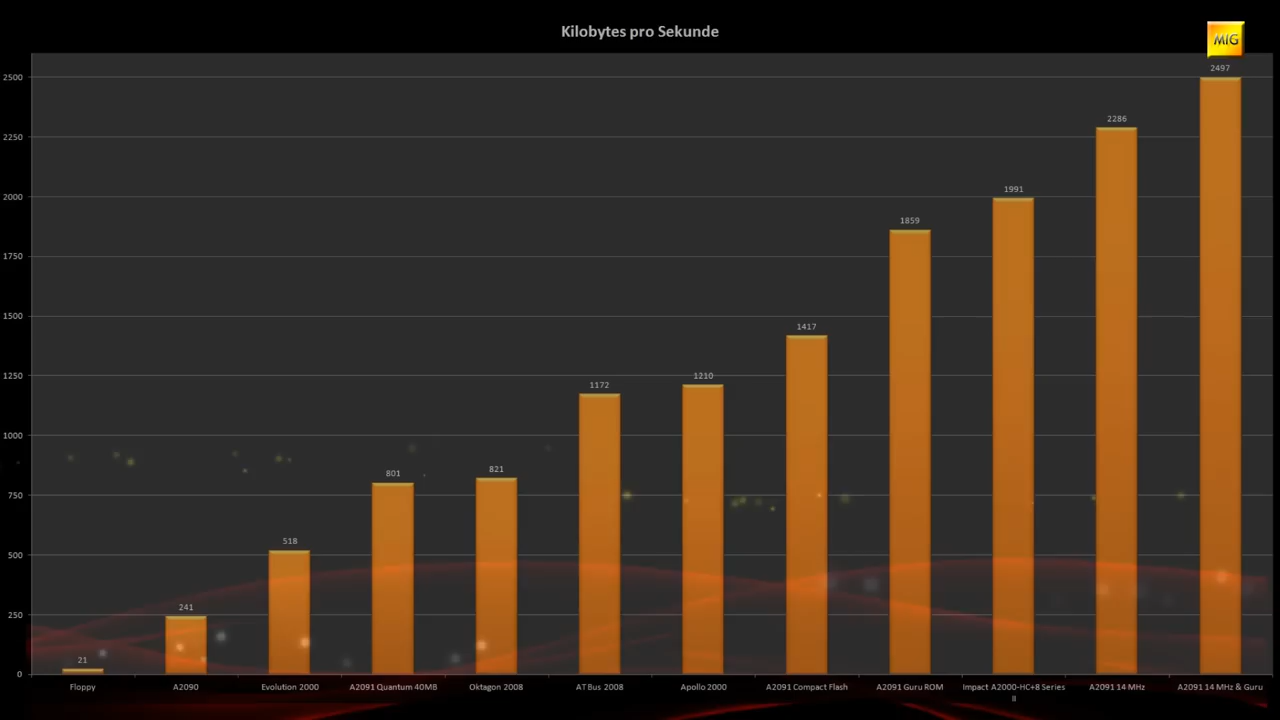 Kilobytes pro Sekunde
MIG
2500
2250
2000
1750
1500
1250
1000
750
500
250
0
21
241
518
801
821
1172
1210
1417
1859
1991
2286
2497
Floppy
A2090
Evolution 2000
A2091 Quantum 40MB
Oktagon 2008
AT Bus 2008
Apollo 2000
A2091 Compact Flash
A2091 Guru ROM
Impact A2000-HC+8 Series
II
A2091 14 MHz
A2091 14 MHz & Guru